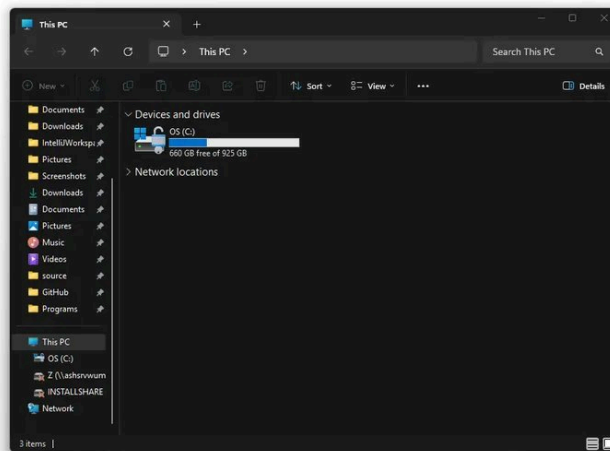 This PC
This PC
Search This PC
New
Sort
View
Details
Documents
Downloads
IntelliJWorkspa
Pictures
Screenshots
Downloads
Documents
Pictures
Music
Videos
source
GitHub
Programs
This PC
OS (C:)
Z (\\ashsrvwum
INSTALLSHARE
Network
Devices and drives
OS (C:)
660 GB free of 925 GB
Network locations
3 items